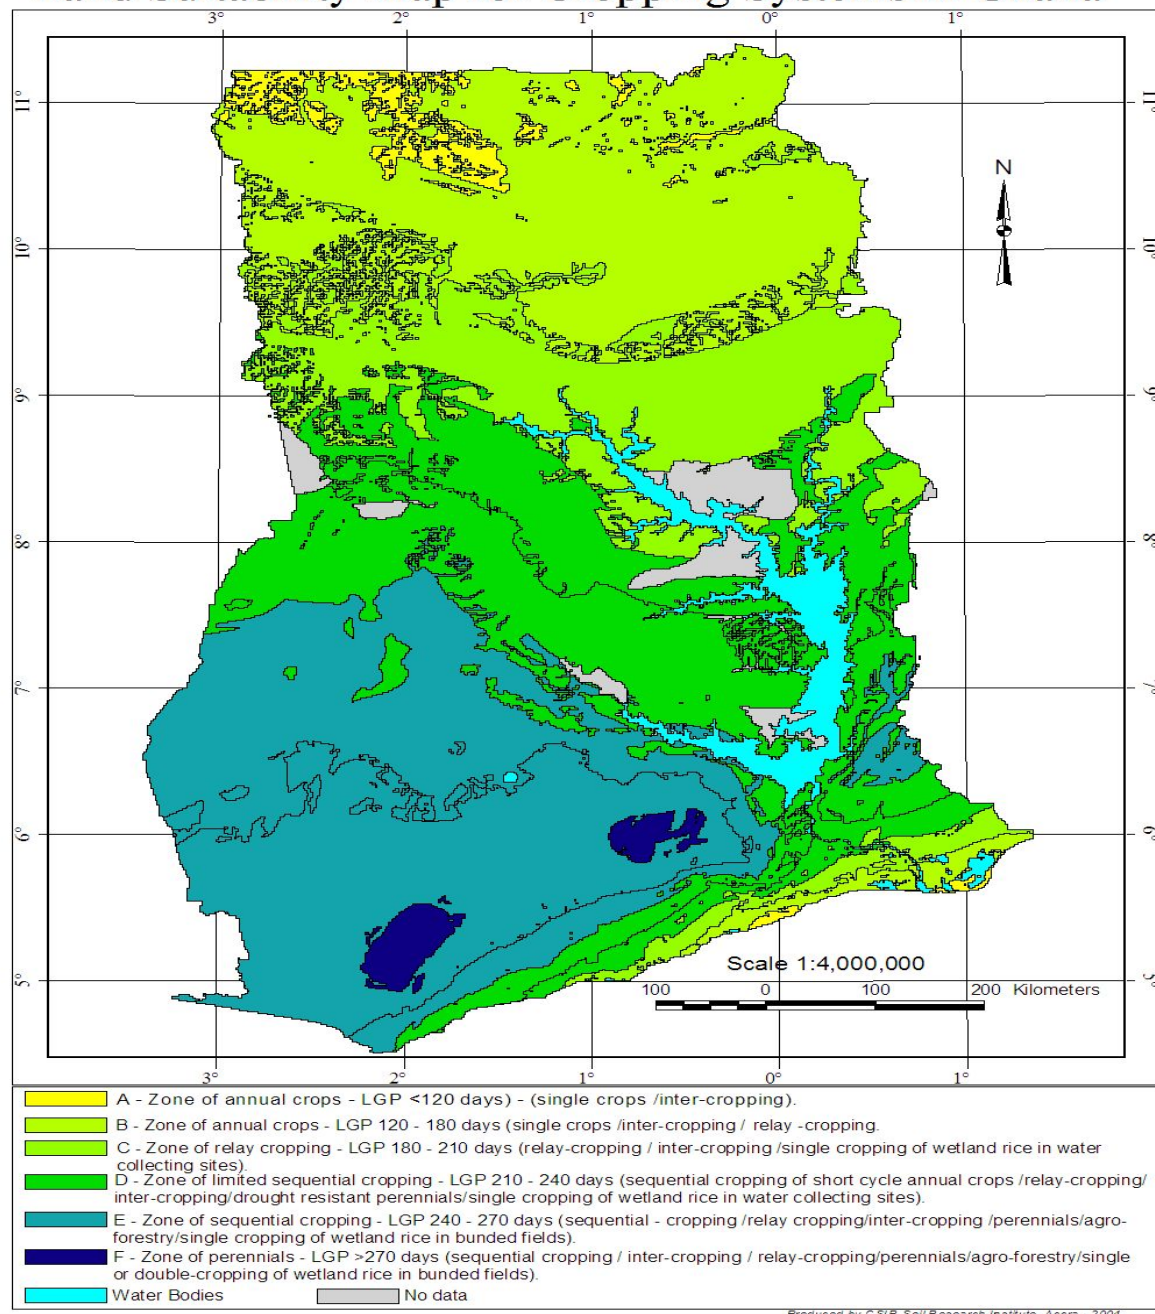 3° 2° 1° 0° 1°
11°
10° 10°
9°
8°
7°
6°
5°
N
Scale 1:4,000,000
100 0 100 200 Kilometers
3° 2° 1° 0° 1°
A - Zone of annual crops - LGP <120 days) - (single crops /inter-cropping).
B - Zone of annual crops - LGP 120 - 180 days (single crops /inter-cropping / relay -cropping.
C - Zone of relay cropping - LGP 180 - 210 days (relay-cropping / inter-cropping /single cropping of wetland rice in water
collecting sites).
D - Zone of limited sequential cropping - LGP 210 - 240 days (sequential cropping of short cycle annual crops /relay-cropping/
inter-cropping/drought resistant perennials/single cropping of wetland rice in water collecting sites).
E - Zone of sequential cropping - LGP 240 - 270 days (sequential - cropping /relay cropping/inter-cropping /perennials/agro-
forestry/single cropping of wetland rice in bunded fields).
F - Zone of perennials - LGP >270 days (sequential cropping / inter-cropping / relay-cropping/perennials/agro-forestry/single
or double-cropping of wetland rice in bunded fields).
Water Bodies No data